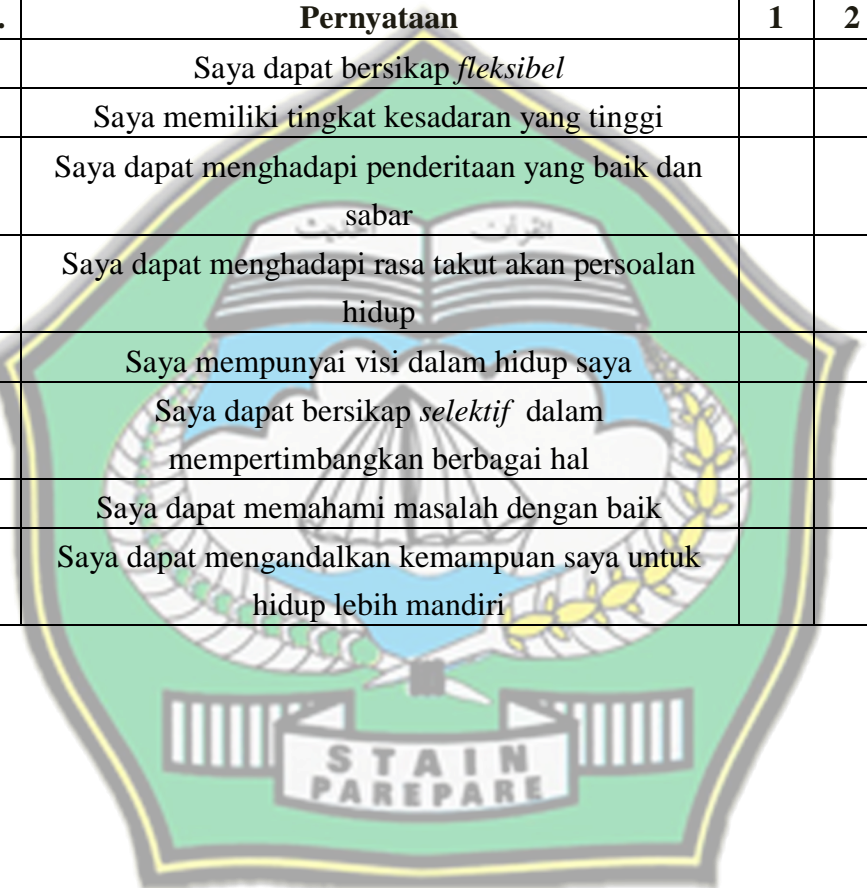 . Pernyataan 1 2
Saya dapat bersikap fleksibel
Saya memiliki tingkat kesadaran yang tinggi
Saya dapat menghadapi penderitaan yang baik dan
sabar
الحديث القرآن
Saya dapat menghadapi rasa takut akan persoalan
hidup
Saya mempunyai visi dalam hidup saya
Saya dapat bersikap selektif dalam
mempertimbangkan berbagai hal
Saya dapat memahami masalah dengan baik
Saya dapat mengandalkan kemampuan saya untuk
hidup lebih mandiri
STAIN
PAREPARE